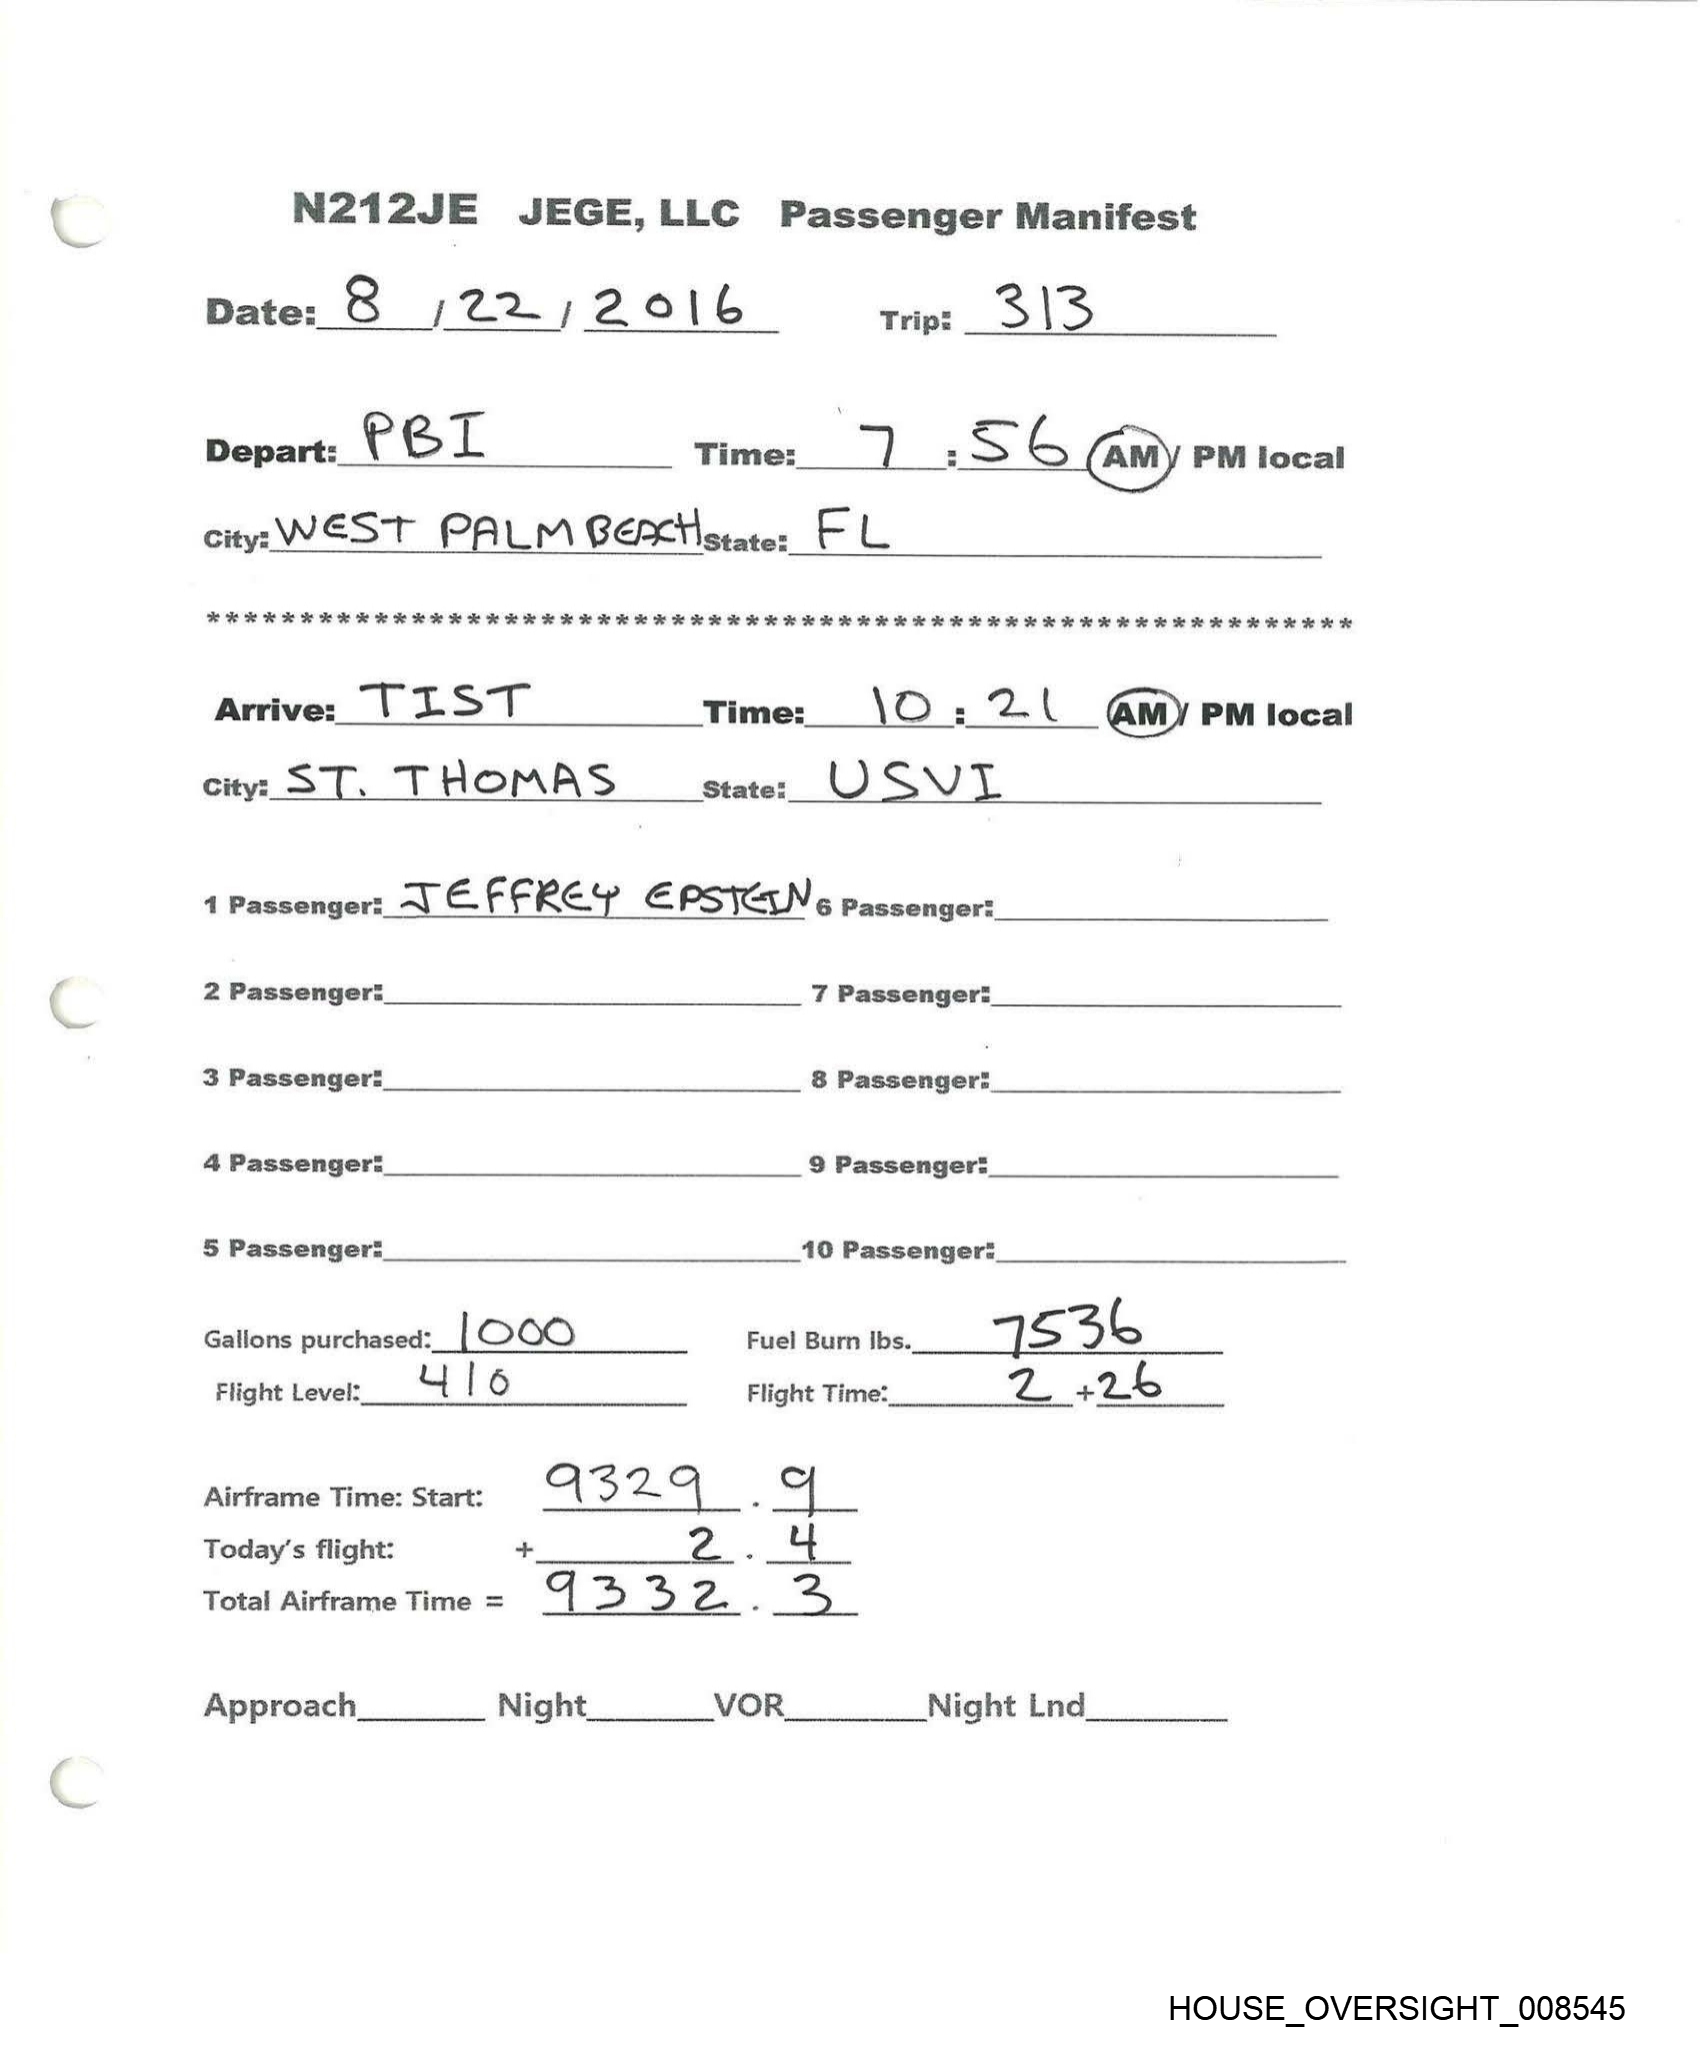 N212JE JEGE, LLC Passenger Manifest
Date: 8 / 22 / 2016 Trip: 313
Depart: PBI Time: 7 : 56 AM / PM local
City: WEST PALM BEACH State: FL
**************************************************************
Arrive: TIST Time: 10 : 21 AM / PM local
City: ST. THOMAS State: USVI
1 Passenger: JEFFREY EPSTEIN 6 Passenger:
2 Passenger: 7 Passenger:
3 Passenger: 8 Passenger:
4 Passenger: 9 Passenger:
5 Passenger: 10 Passenger:
Gallons purchased: 1000 Fuel Burn lbs. 7536
Flight Level: 410 Flight Time: 2 + 26
Airframe Time: Start: 9329 . 9
Today's flight: + 2 . 4
Total Airframe Time = 9332 . 3
Approach______ Night______ VOR______ Night Lnd______
HOUSE_OVERSIGHT_008545